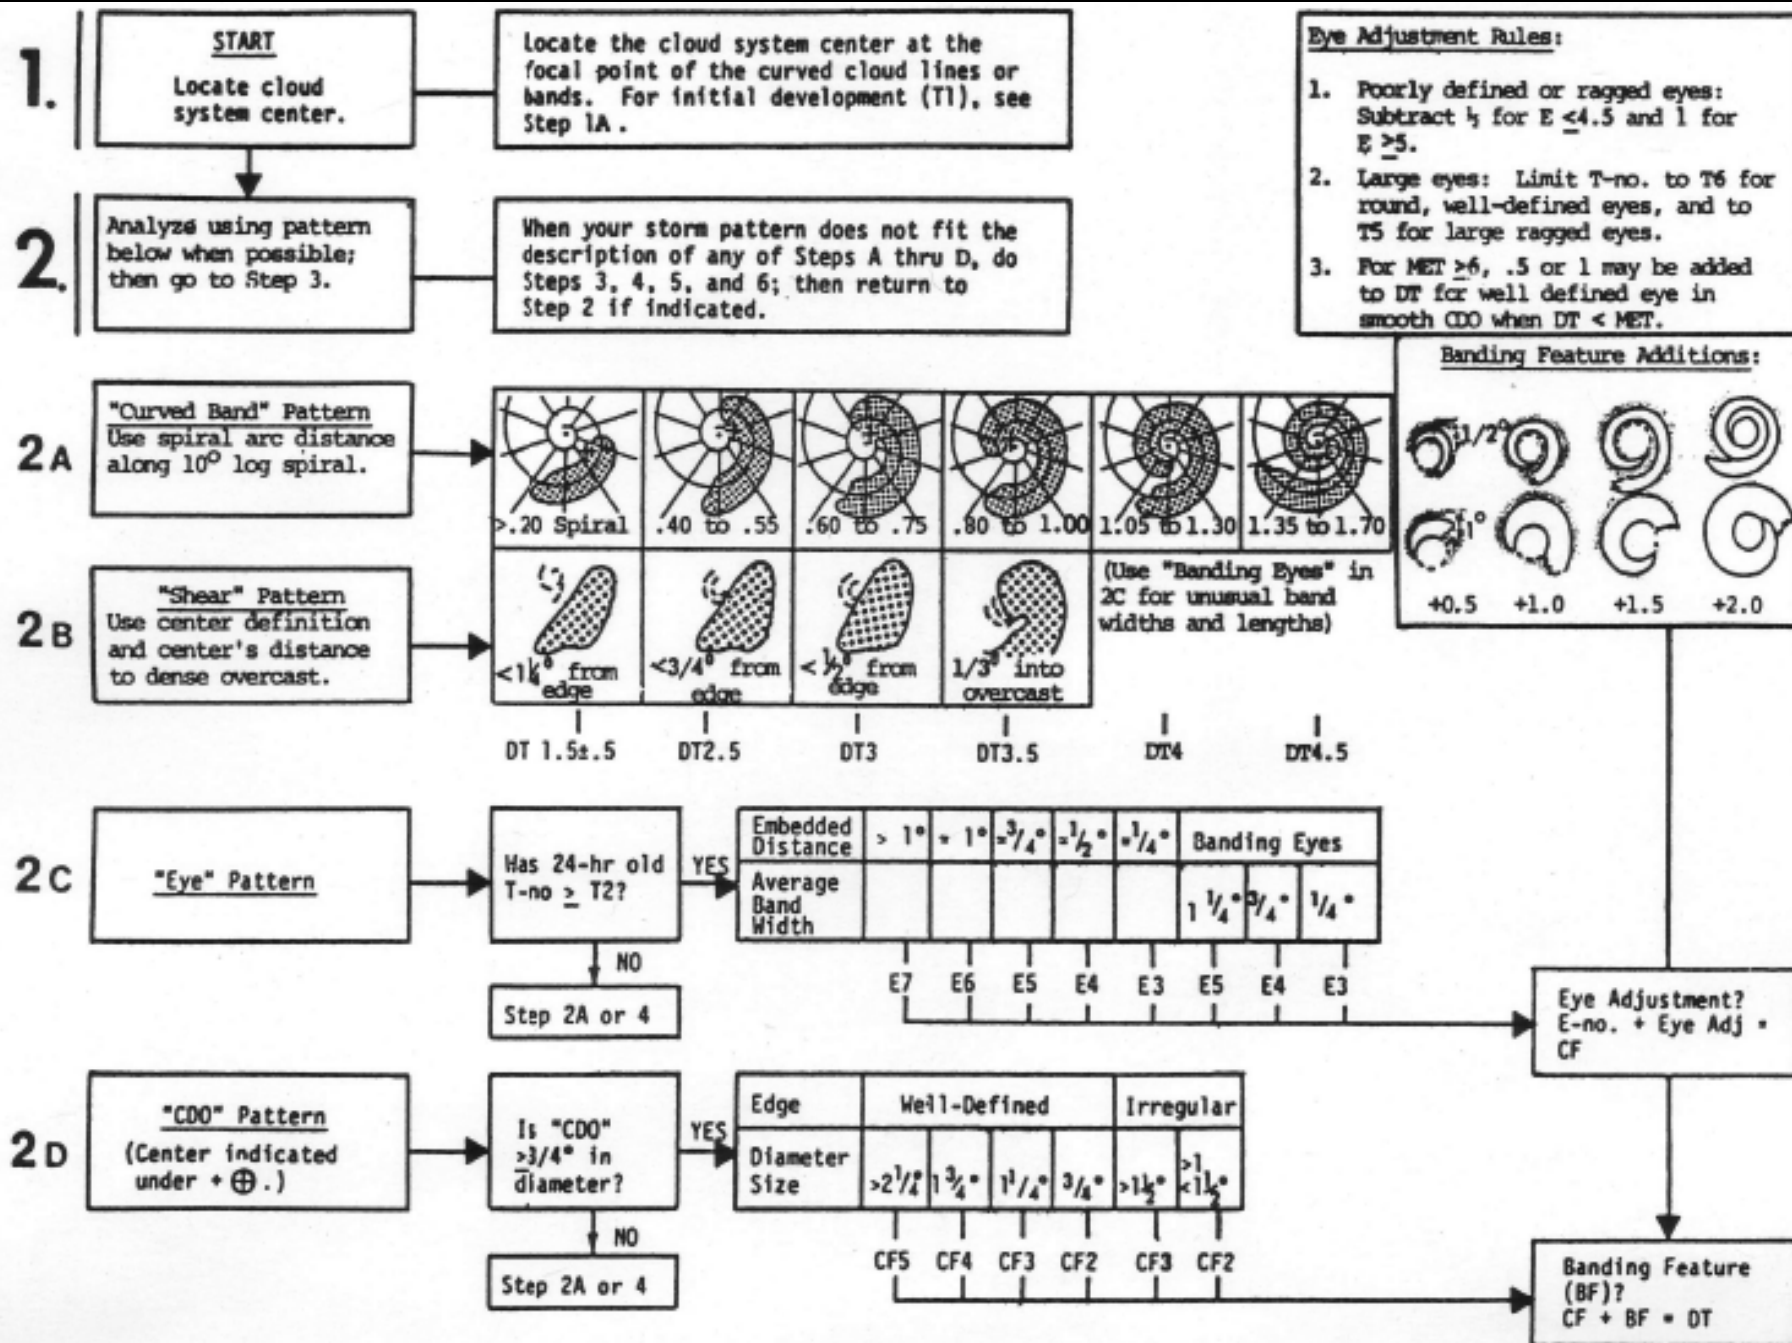 1.
START
Locate cloud
system center.
Locate the cloud system center at the
focal point of the curved cloud lines or
bands. For initial development (T1), see
Step 1A.
Eye Adjustment Rules:
1. Poorly defined or ragged eyes:
Subtract ½ for E ≤4.5 and 1 for
E ≥5.
2. Large eyes: Limit T-no. to T6 for
round, well-defined eyes, and to
T5 for large ragged eyes.
3. For MET ≥6, .5 or 1 may be added
to DT for well defined eye in
smooth CDO when DT < MET.
2.
Analyze using pattern
below when possible;
then go to Step 3.
When your storm pattern does not fit the
description of any of Steps A thru D, do
Steps 3, 4, 5, and 6; then return to
Step 2 if indicated.
Banding Feature Additions:
1/2°
1°
+0.5 +1.0 +1.5 +2.0
2A
"Curved Band" Pattern
Use spiral arc distance
along 10° log spiral.
>.20 Spiral .40 to .55 .60 to .75 .80 to 1.00 1.05 to 1.30 1.35 to 1.70
2B
"Shear" Pattern
Use center definition
and center's distance
to dense overcast.
<1¼° from
edge
<3/4° from
edge
<½° from
edge
1/3° into
overcast
(Use "Banding Eyes" in
2C for unusual band
widths and lengths)
DT 1.5±.5 DT2.5 DT3 DT3.5 DT4 DT4.5
2C
"Eye" Pattern
Has 24-hr old
T-no ≥ T2?
YES
NO
Step 2A or 4
Embedded
Distance
> 1° = 1° =3/4° =1/2° =1/4° Banding Eyes
Average
Band
Width
1 1/4° 3/4° 1/4°
E7 E6 E5 E4 E3 E5 E4 E3
Eye Adjustment?
E-no. + Eye Adj =
CF
2D
"CDO" Pattern
(Center indicated
under + ⊕.)
Is "CDO"
≥3/4° in
diameter?
YES
NO
Step 2A or 4
Edge Well-Defined Irregular
Diameter
Size
>2 1/4° 1 3/4° 1 1/4° 3/4° >1½° >1
<1½°
CF5 CF4 CF3 CF2 CF3 CF2
Banding Feature
(BF)?
CF + BF = DT